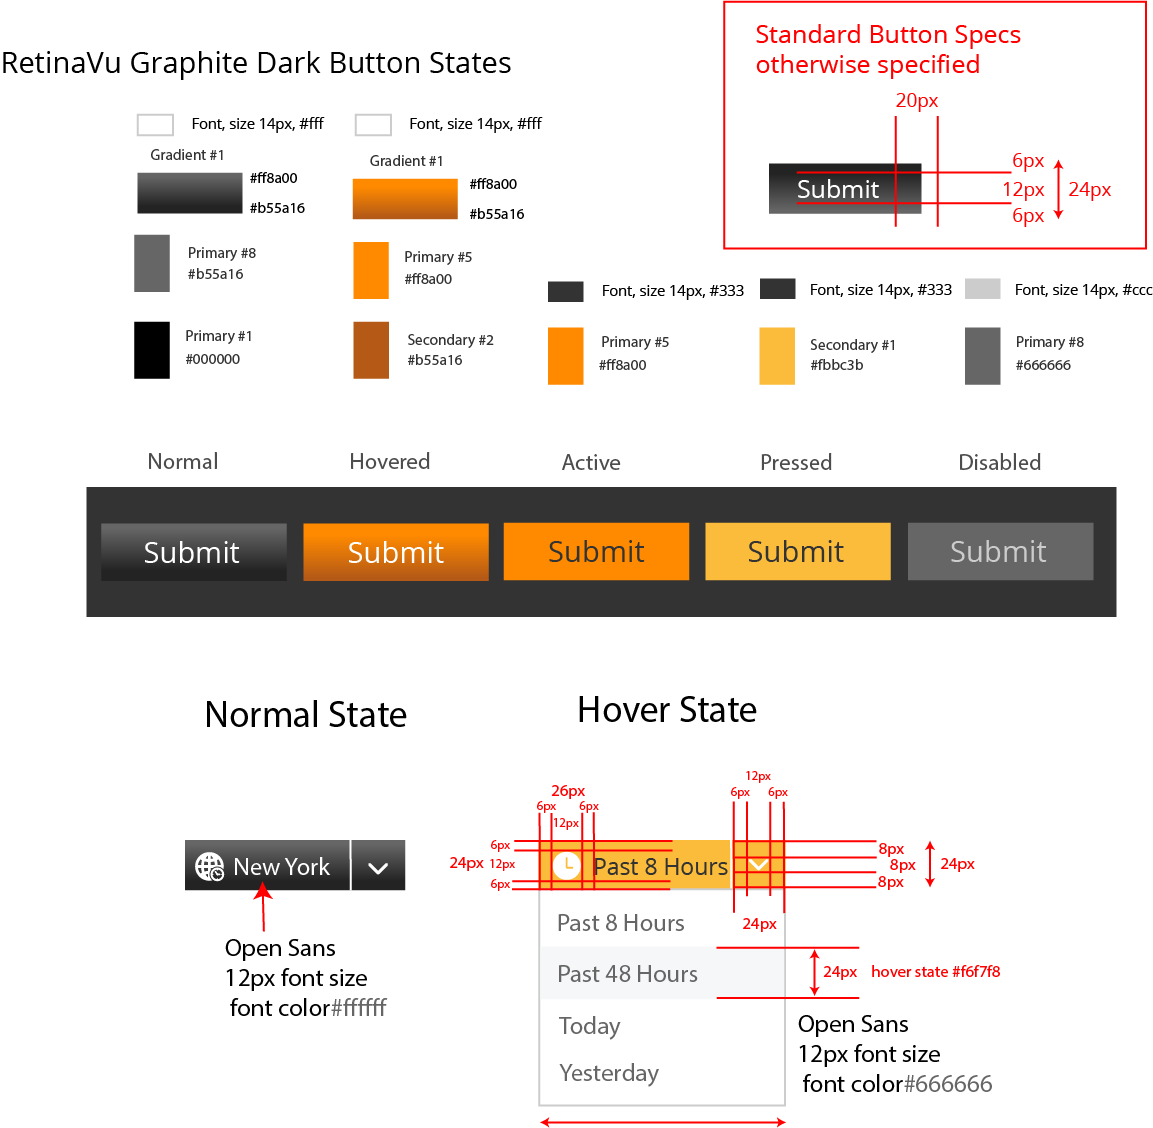 Standard Button Specs
otherwise specified
RetinaVu Graphite Dark Button States
20px
Font, size 14px, #fff
Font, size 14px, #fff
Gradient #1
Gradient #1
#ff8a00
#b55a16
#ff8a00
#b55a16
6px
12px
6px
24px
Submit
Primary #8
#b55a16
Primary #5
#ff8a00
Font, size 14px, #333
Font, size 14px, #333
Font, size 14px, #ccc
Primary #1
#000000
Secondary #2
#b55a16
Primary #5
#ff8a00
Secondary #1
#fbbc3b
Primary #8
#666666
Normal
Hovered
Active
Pressed
Disabled
Submit
Submit
Submit
Submit
Submit
Normal State
Hover State
New York
Open Sans
12px font size
font color#ffffff
26px
6px
6px
12px
12px
6px
6px
6px
24px
12px
6px
Past 8 Hours
8px
8px
8px
24px
24px
Past 8 Hours
Past 48 Hours
Today
Yesterday
24px
hover state #f6f7f8
Open Sans
12px font size
font color#666666